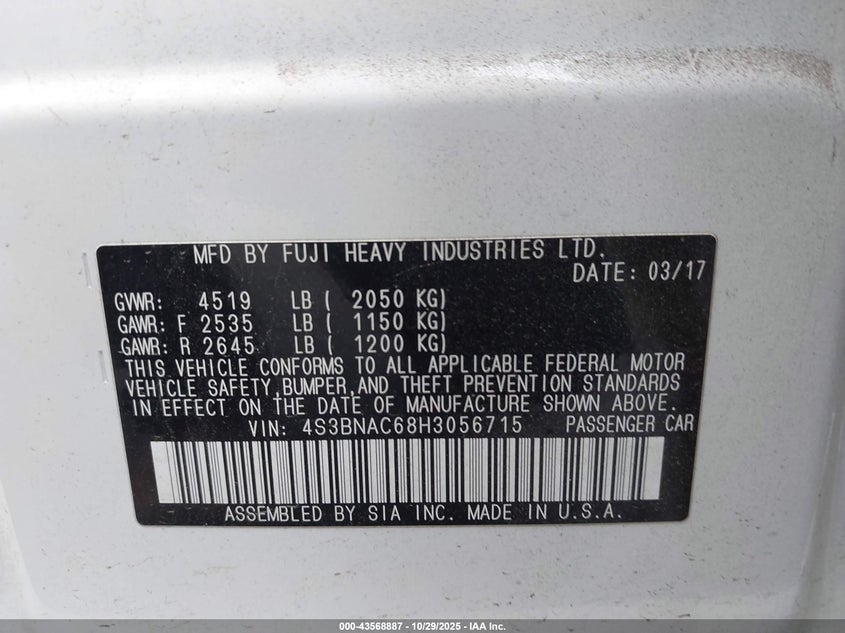 MFD BY FUJI HEAVY INDUSTRIES LTD.
DATE: 03/17
GVWR: 4519 LB ( 2050 KG)
GAWR: F 2535 LB ( 1150 KG)
GAWR: R 2645 LB ( 1200 KG)
THIS VEHICLE CONFORMS TO ALL APPLICABLE FEDERAL MOTOR
VEHICLE SAFETY,BUMPER,AND THEFT PREVENTION STANDARDS
IN EFFECT ON THE DATE OF MANUFACTURE SHOWN ABOVE.
VIN: 4S3BNAC68H3056715 PASSENGER CAR
ASSEMBLED BY SIA INC. MADE IN U.S.A.
000-43568887 - 10/29/2025 - IAA Inc.